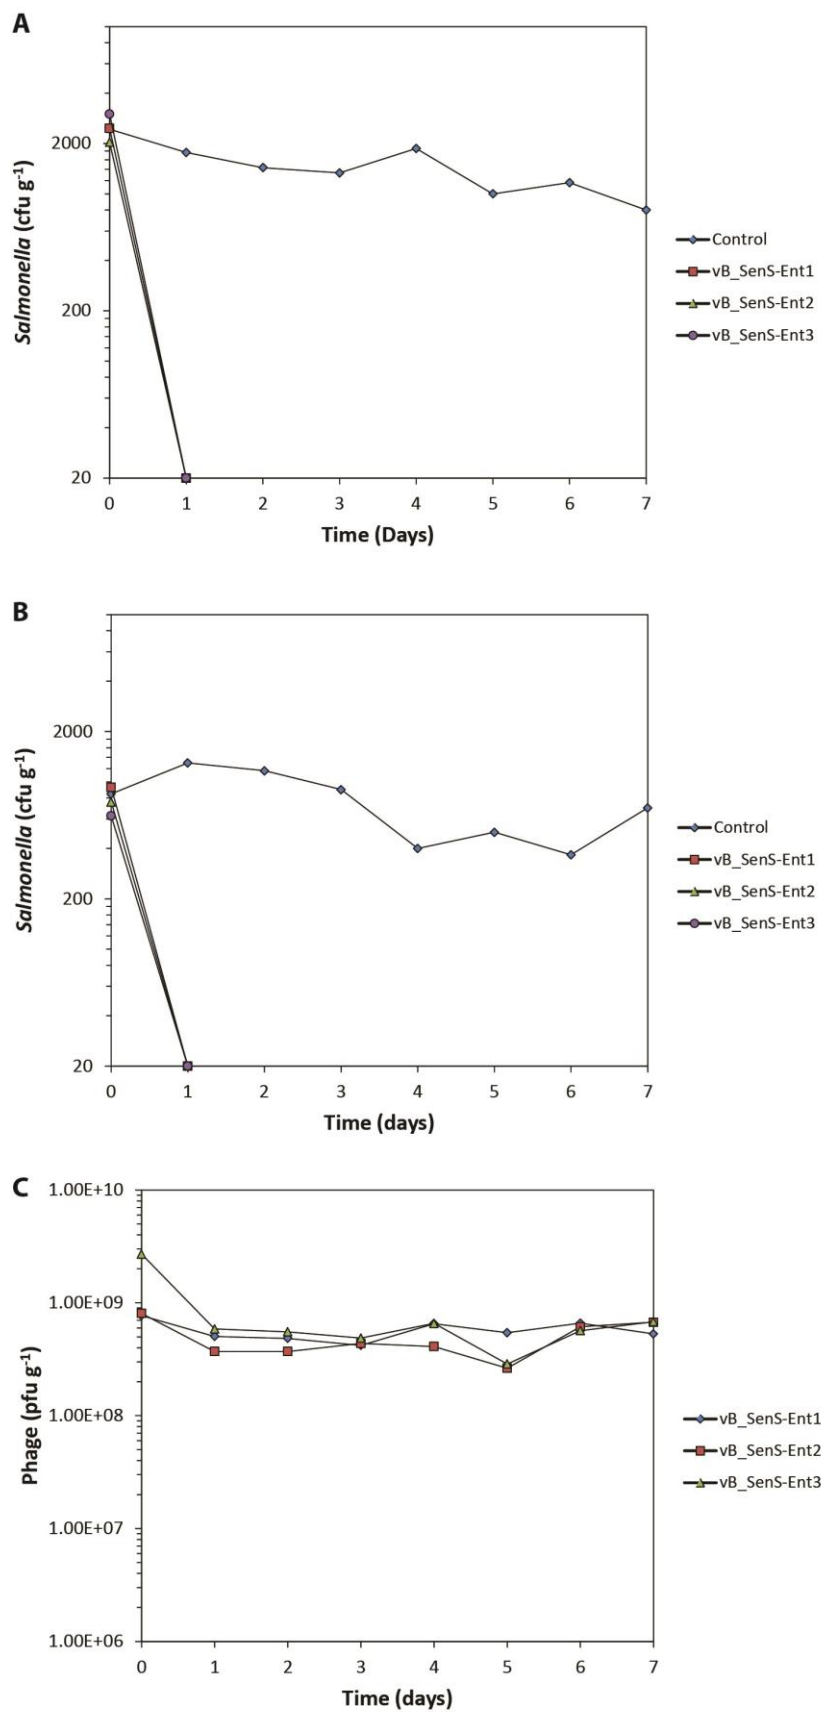 A
Salmonella (cfu g⁻¹)
2000
200
20
0 1 2 3 4 5 6 7
Time (Days)
Control
vB_SenS-Ent1
vB_SenS-Ent2
vB_SenS-Ent3
B
Salmonella (cfu g⁻¹)
2000
200
20
0 1 2 3 4 5 6 7
Time (days)
Control
vB_SenS-Ent1
vB_SenS-Ent2
vB_SenS-Ent3
C
Phage (pfu g⁻¹)
1.00E+10
1.00E+09
1.00E+08
1.00E+07
1.00E+06
0 1 2 3 4 5 6 7
Time (days)
vB_SenS-Ent1
vB_SenS-Ent2
vB_SenS-Ent3